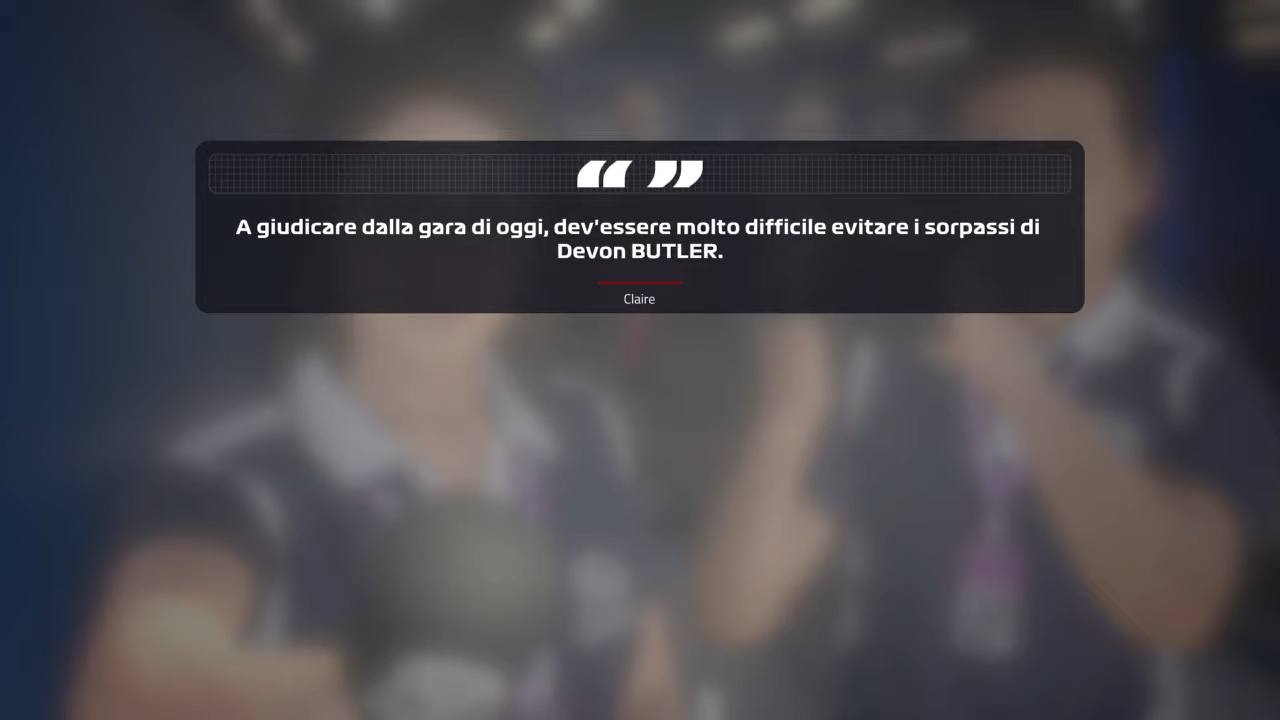 “ ”
A giudicare dalla gara di oggi, dev'essere molto difficile evitare i sorpassi di
Devon BUTLER.
Claire